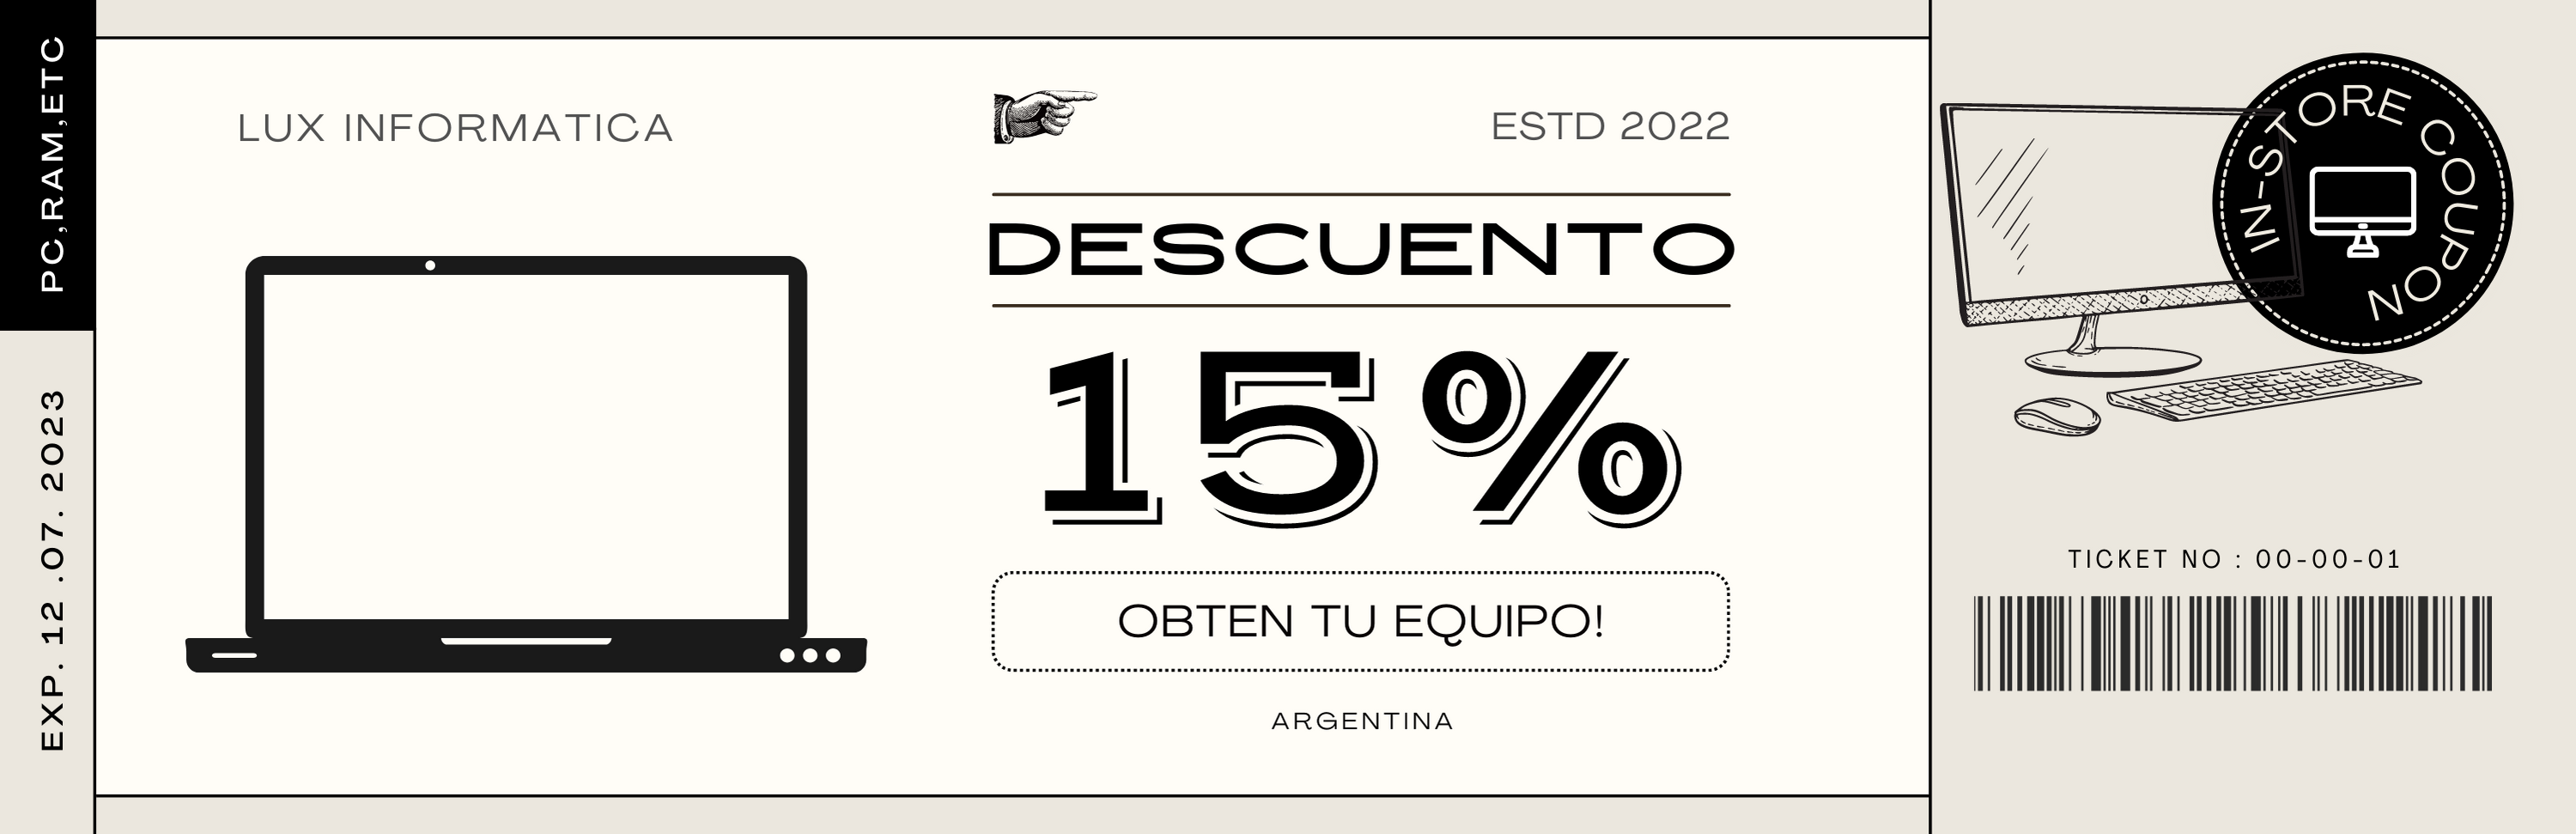 PC,RAM,ETC
EXP. 12 .07. 2023
LUX INFORMATICA
ESTD 2022
DESCUENTO
15%
OBTEN TU EQUIPO!
ARGENTINA
IN-STORE COUPON
TICKET NO : 00-00-01